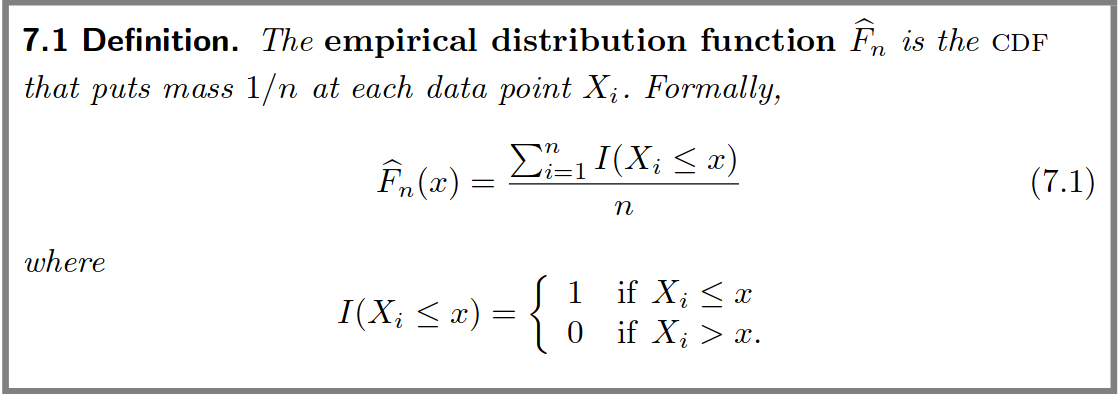 7.1 Definition. The empirical distribution function $\widehat{F}_n$ is the CDF
that puts mass 1/n at each data point $X_i$. Formally,
$\widehat{F}_n(x) = \frac{\sum_{i=1}^{n} I(X_i \leq x)}{n}$ (7.1)
where
$I(X_i \leq x) = \begin{cases} 1 & \text{if } X_i \leq x \\ 0 & \text{if } X_i > x. \end{cases}$